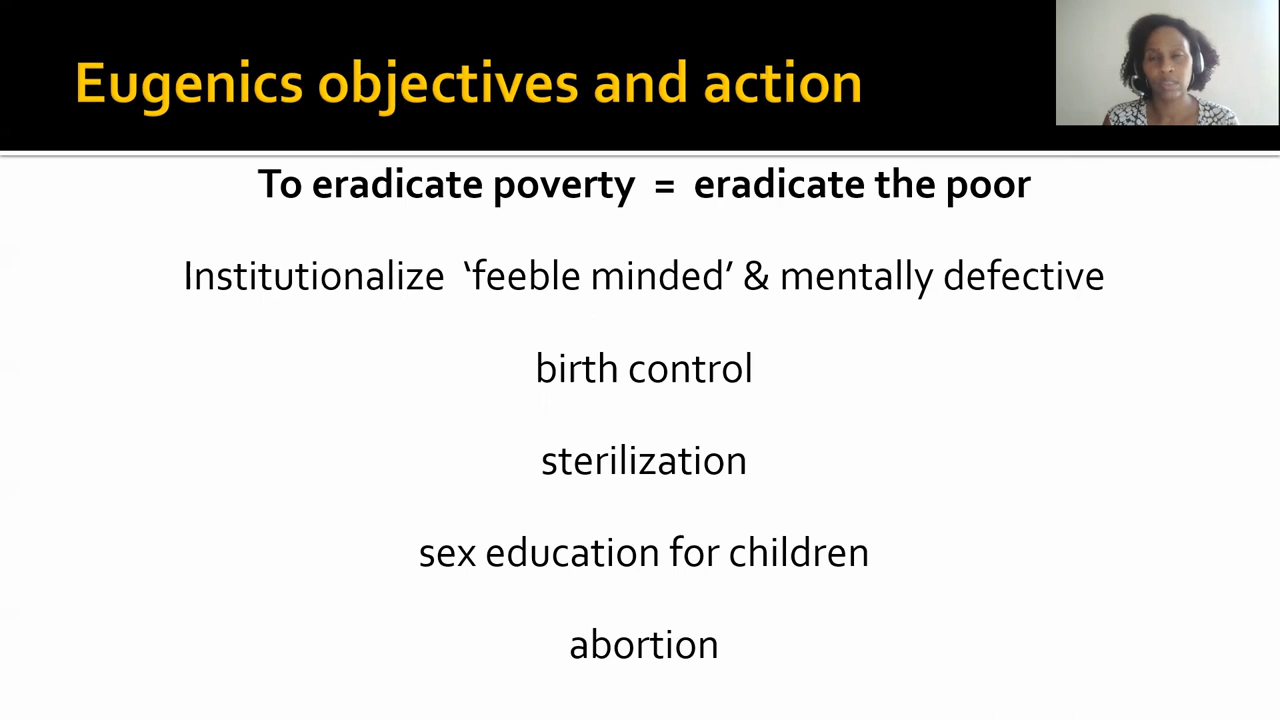 Eugenics objectives and action
To eradicate poverty = eradicate the poor
Institutionalize ‘feeble minded’ & mentally defective
birth control
sterilization
sex education for children
abortion